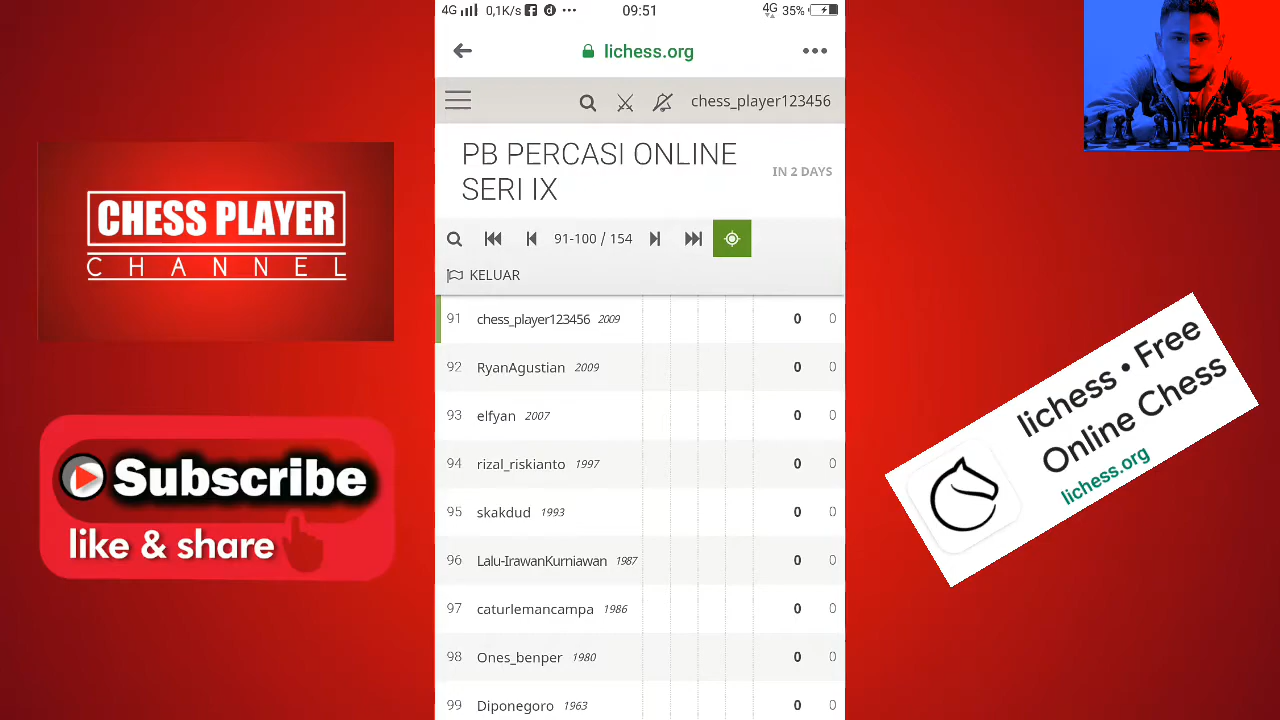 4G 0,1K/s 09:51 4G 35%
lichess.org
chess_player123456
PB PERCASI ONLINE
SERI IX
IN 2 DAYS
91-100 / 154
KELUAR
91 chess_player123456 2009 0 0
92 RyanAgustian 2009 0 0
93 elfyan 2007 0 0
94 rizal_riskianto 1997 0 0
95 skakdud 1993 0 0
96 Lalu-IrawanKurniawan 1987 0 0
97 caturlemancampa 1986 0 0
98 Ones_benper 1980 0 0
99 Diponegoro 1963 0 0
CHESS PLAYER
CHANNEL
Subscribe
like & share
lichess • Free
Online Chess
lichess.org